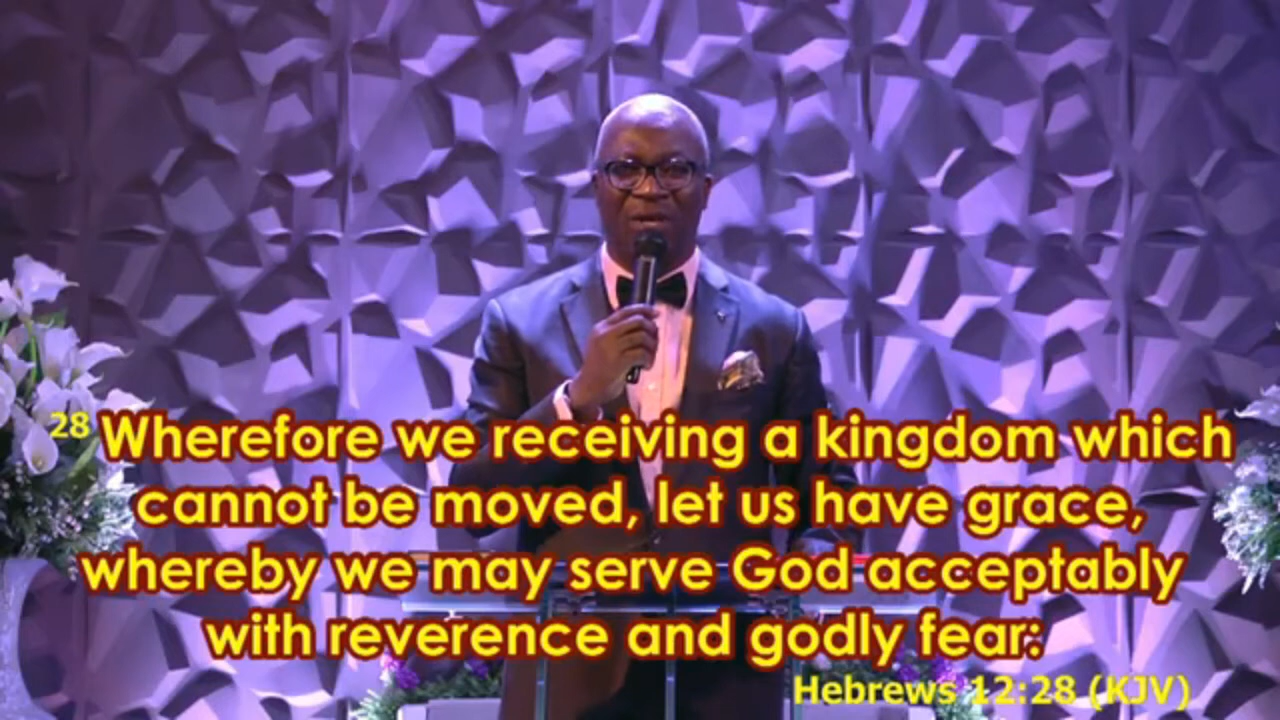 28 Wherefore we receiving a kingdom which
cannot be moved, let us have grace,
whereby we may serve God acceptably
with reverence and godly fear:
Hebrews 12:28 (KJV)